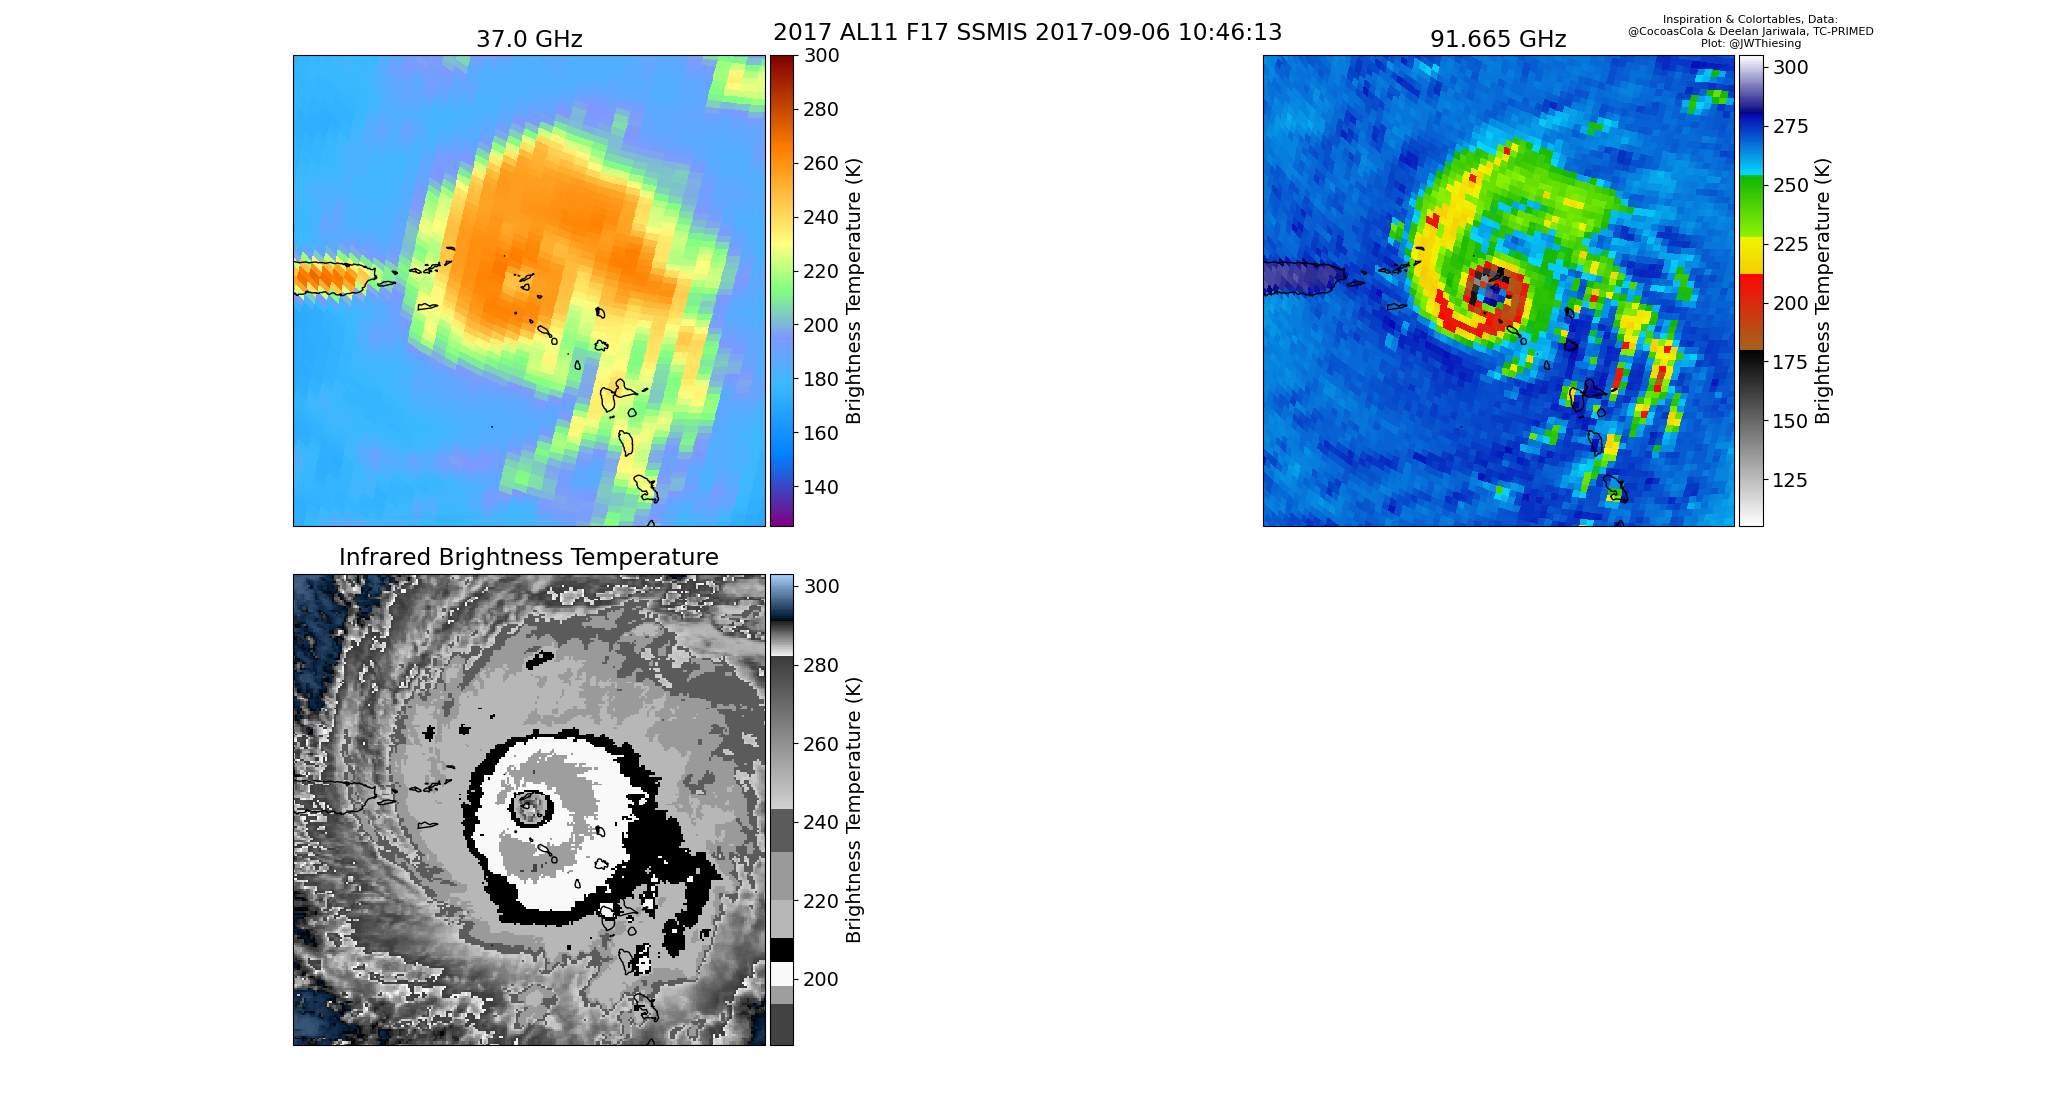 2017 AL11 F17 SSMIS 2017-09-06 10:46:13
Inspiration & Colortables, Data:
@CocoasCola & Deelan Jariwala, TC-PRIMED
Plot: @JWThiesing
37.0 GHz
300
280
260
240
220
200
180
160
140
Brightness Temperature (K)
91.665 GHz
300
275
250
225
200
175
150
125
Brightness Temperature (K)
Infrared Brightness Temperature
300
280
260
240
220
200
Brightness Temperature (K)